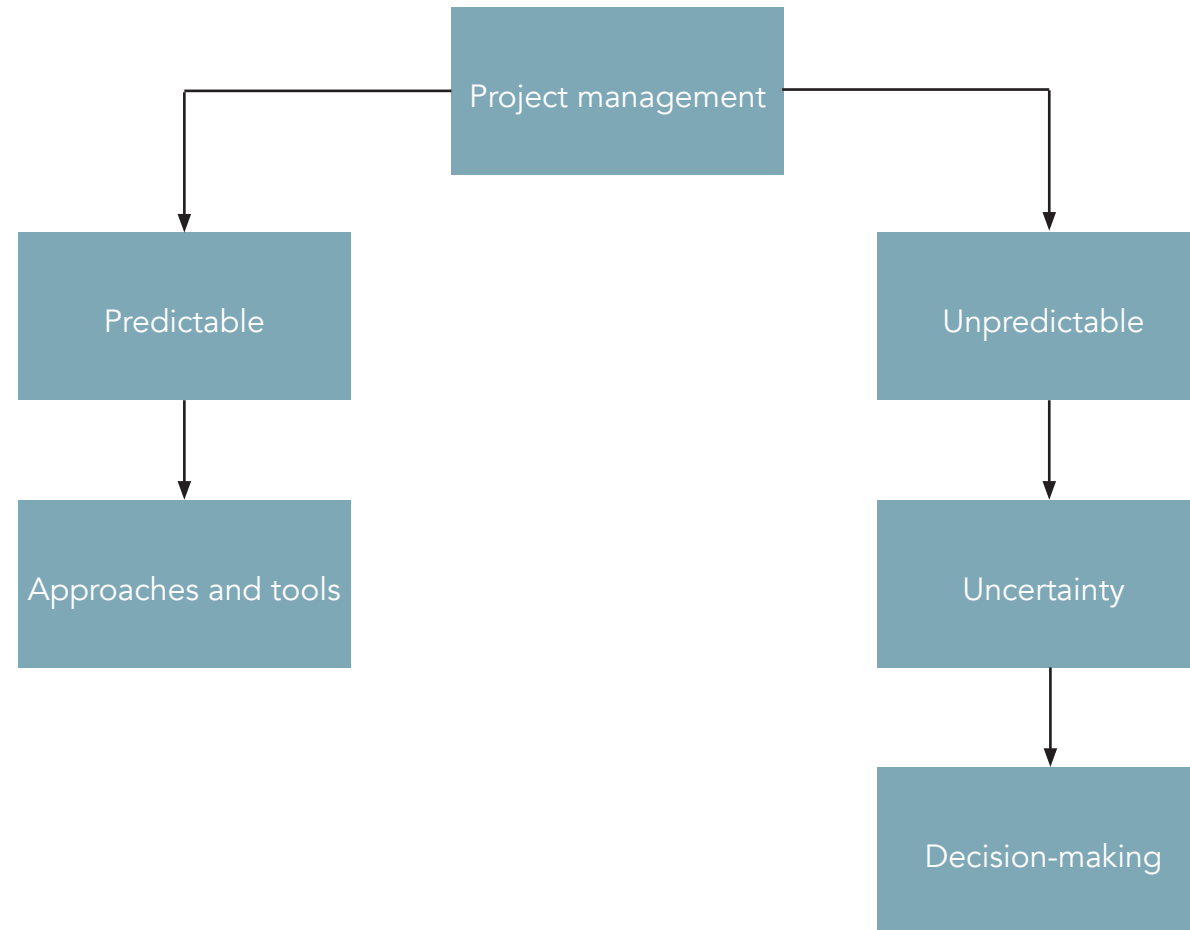 Project management
Predictable
Unpredictable
Approaches and tools
Uncertainty
Decision-making